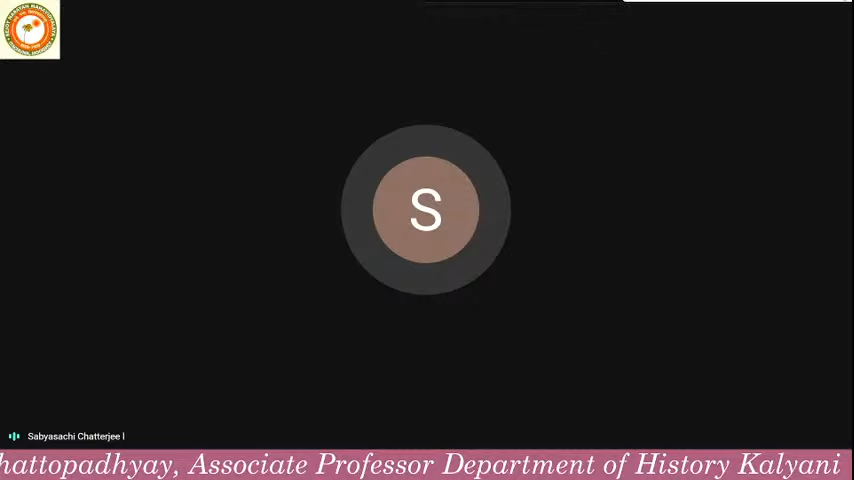 S
Sabyasachi Chatterjee l
hattopadhyay, Associate Professor Department of History Kalyani